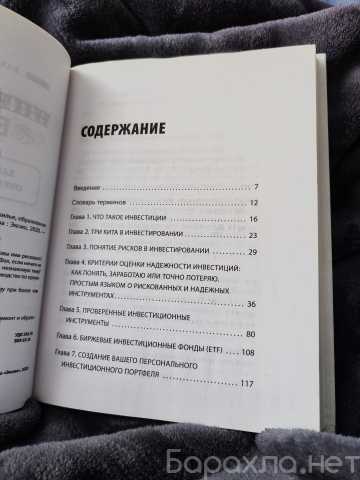 СОДЕРЖАНИЕ
Введение 7
Словарь терминов 12
Глава 1. ЧТО ТАКОЕ ИНВЕСТИЦИИ 16
Глава 2. ТРИ КИТА В ИНВЕСТИРОВАНИИ 23
Глава 3. ПОНЯТИЕ РИСКОВ В ИНВЕСТИРОВАНИИ 29
Глава 4. КРИТЕРИИ ОЦЕНКИ НАДЕЖНОСТИ ИНВЕСТИЦИЙ:
КАК ПОНЯТЬ, ЗАРАБОТАЮ ИЛИ ТОЧНО ПОТЕРЯЮ.
ПРОСТЫМ ЯЗЫКОМ О РИСКОВАННЫХ И НАДЕЖНЫХ
ИНСТРУМЕНТАХ 36
Глава 5. ПРОВЕРЕННЫЕ ИНВЕСТИЦИОННЫЕ
ИНСТРУМЕНТЫ 80
Глава 6. БИРЖЕВЫЕ ИНВЕСТИЦИОННЫЕ ФОНДЫ (ETF) 108
Глава 7. СОЗДАНИЕ ВАШЕГО ПЕРСОНАЛЬНОГО
ИНВЕСТИЦИОННОГО ПОРТФЕЛЯ 117
Барахла.нет